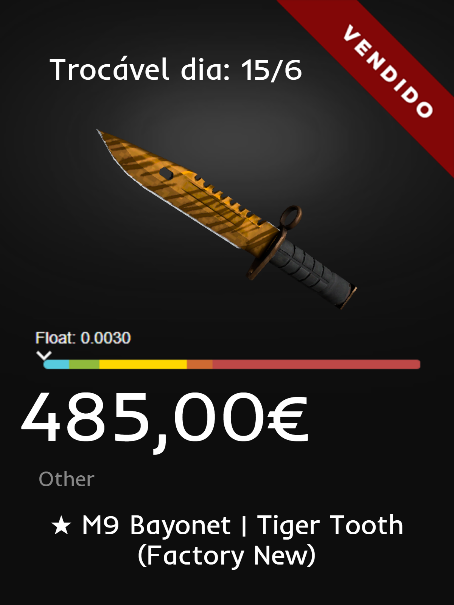 Trocável dia: 15/6
VENDIDO
Float: 0.0030
485,00€
Other
★ M9 Bayonet | Tiger Tooth
(Factory New)